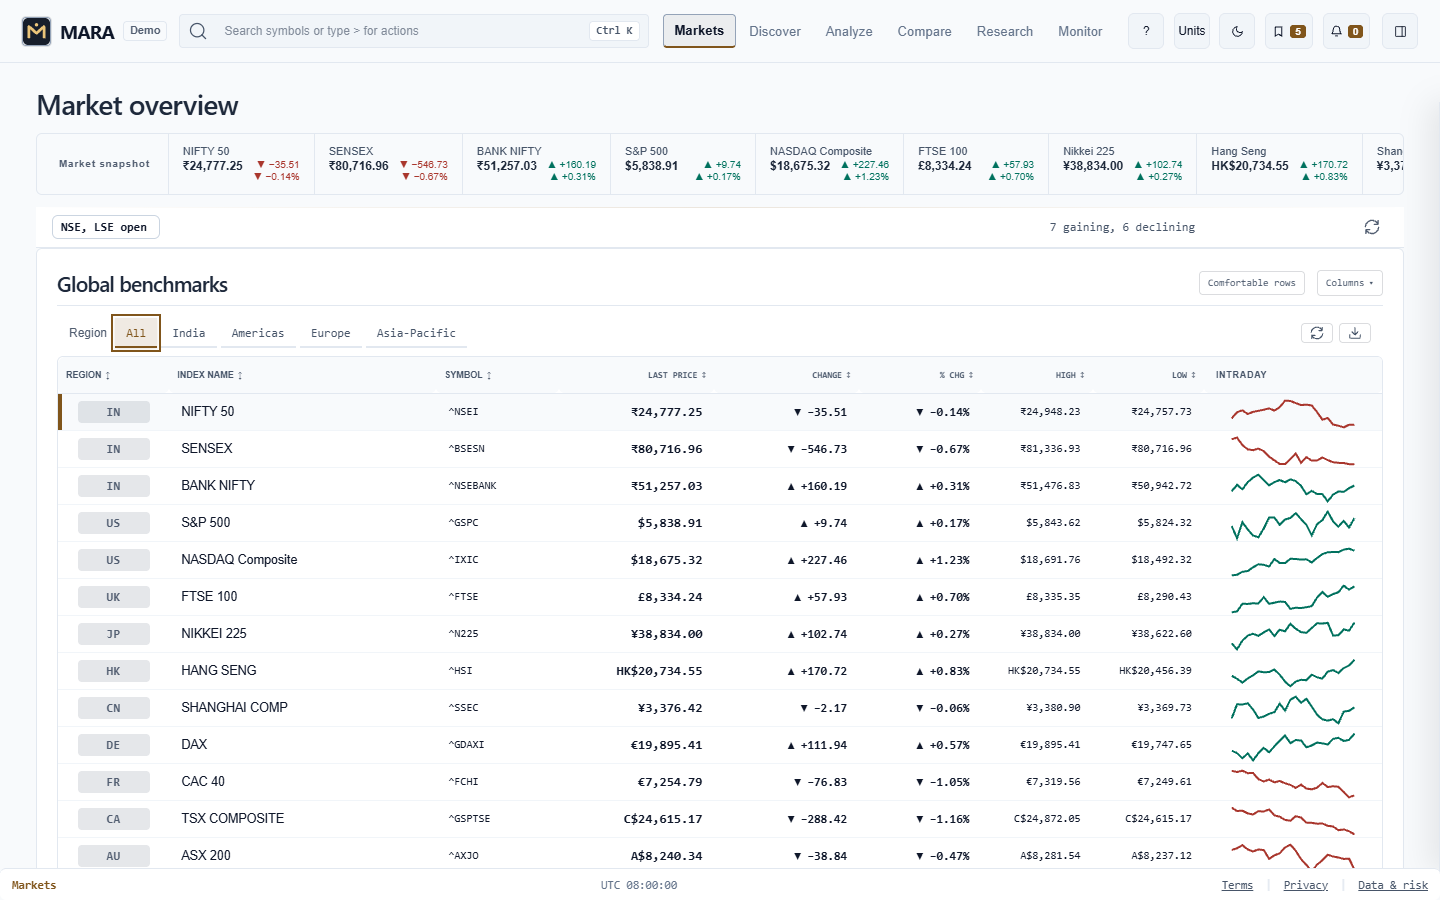 MARA Demo Search symbols or type > for actions Ctrl K Markets Discover Analyze Compare Research Monitor ? Units 5 0
Market overview
Market snapshot
NIFTY 50
₹24,777.25 ▼ −35.51
▼ −0.14%
SENSEX
₹80,716.96 ▼ −546.73
▼ −0.67%
BANK NIFTY
₹51,257.03 ▲ +160.19
▲ +0.31%
S&P 500
$5,838.91 ▲ +9.74
▲ +0.17%
NASDAQ Composite
$18,675.32 ▲ +227.46
▲ +1.23%
FTSE 100
£8,334.24 ▲ +57.93
▲ +0.70%
Nikkei 225
¥38,834.00 ▲ +102.74
▲ +0.27%
Hang Seng
HK$20,734.55 ▲ +170.72
▲ +0.83%
Shan
¥3,37
NSE, LSE open 7 gaining, 6 declining
Global benchmarks Comfortable rows Columns ▾
Region All India Americas Europe Asia-Pacific
REGION ↕ INDEX NAME ↕ SYMBOL ↕ LAST PRICE ↕ CHANGE ↕ % CHG ↕ HIGH ↕ LOW ↕ INTRADAY
IN NIFTY 50 ^NSEI ₹24,777.25 ▼ −35.51 ▼ −0.14% ₹24,948.23 ₹24,757.73
IN SENSEX ^BSESN ₹80,716.96 ▼ −546.73 ▼ −0.67% ₹81,336.93 ₹80,716.96
IN BANK NIFTY ^NSEBANK ₹51,257.03 ▲ +160.19 ▲ +0.31% ₹51,476.83 ₹50,942.72
US S&P 500 ^GSPC $5,838.91 ▲ +9.74 ▲ +0.17% $5,843.62 $5,824.32
US NASDAQ Composite ^IXIC $18,675.32 ▲ +227.46 ▲ +1.23% $18,691.76 $18,492.32
UK FTSE 100 ^FTSE £8,334.24 ▲ +57.93 ▲ +0.70% £8,335.35 £8,290.43
JP NIKKEI 225 ^N225 ¥38,834.00 ▲ +102.74 ▲ +0.27% ¥38,834.00 ¥38,622.60
HK HANG SENG ^HSI HK$20,734.55 ▲ +170.72 ▲ +0.83% HK$20,734.55 HK$20,456.39
CN SHANGHAI COMP ^SSEC ¥3,376.42 ▼ −2.17 ▼ −0.06% ¥3,380.90 ¥3,369.73
DE DAX ^GDAXI €19,895.41 ▲ +111.94 ▲ +0.57% €19,895.41 €19,747.65
FR CAC 40 ^FCHI €7,254.79 ▼ −76.83 ▼ −1.05% €7,319.56 €7,249.61
CA TSX COMPOSITE ^GSPTSE C$24,615.17 ▼ −288.42 ▼ −1.16% C$24,872.05 C$24,615.17
AU ASX 200 ^AXJO A$8,240.34 ▼ −38.84 ▼ −0.47% A$8,281.54 A$8,237.12
Markets UTC 08:00:00 Terms Privacy Data & risk